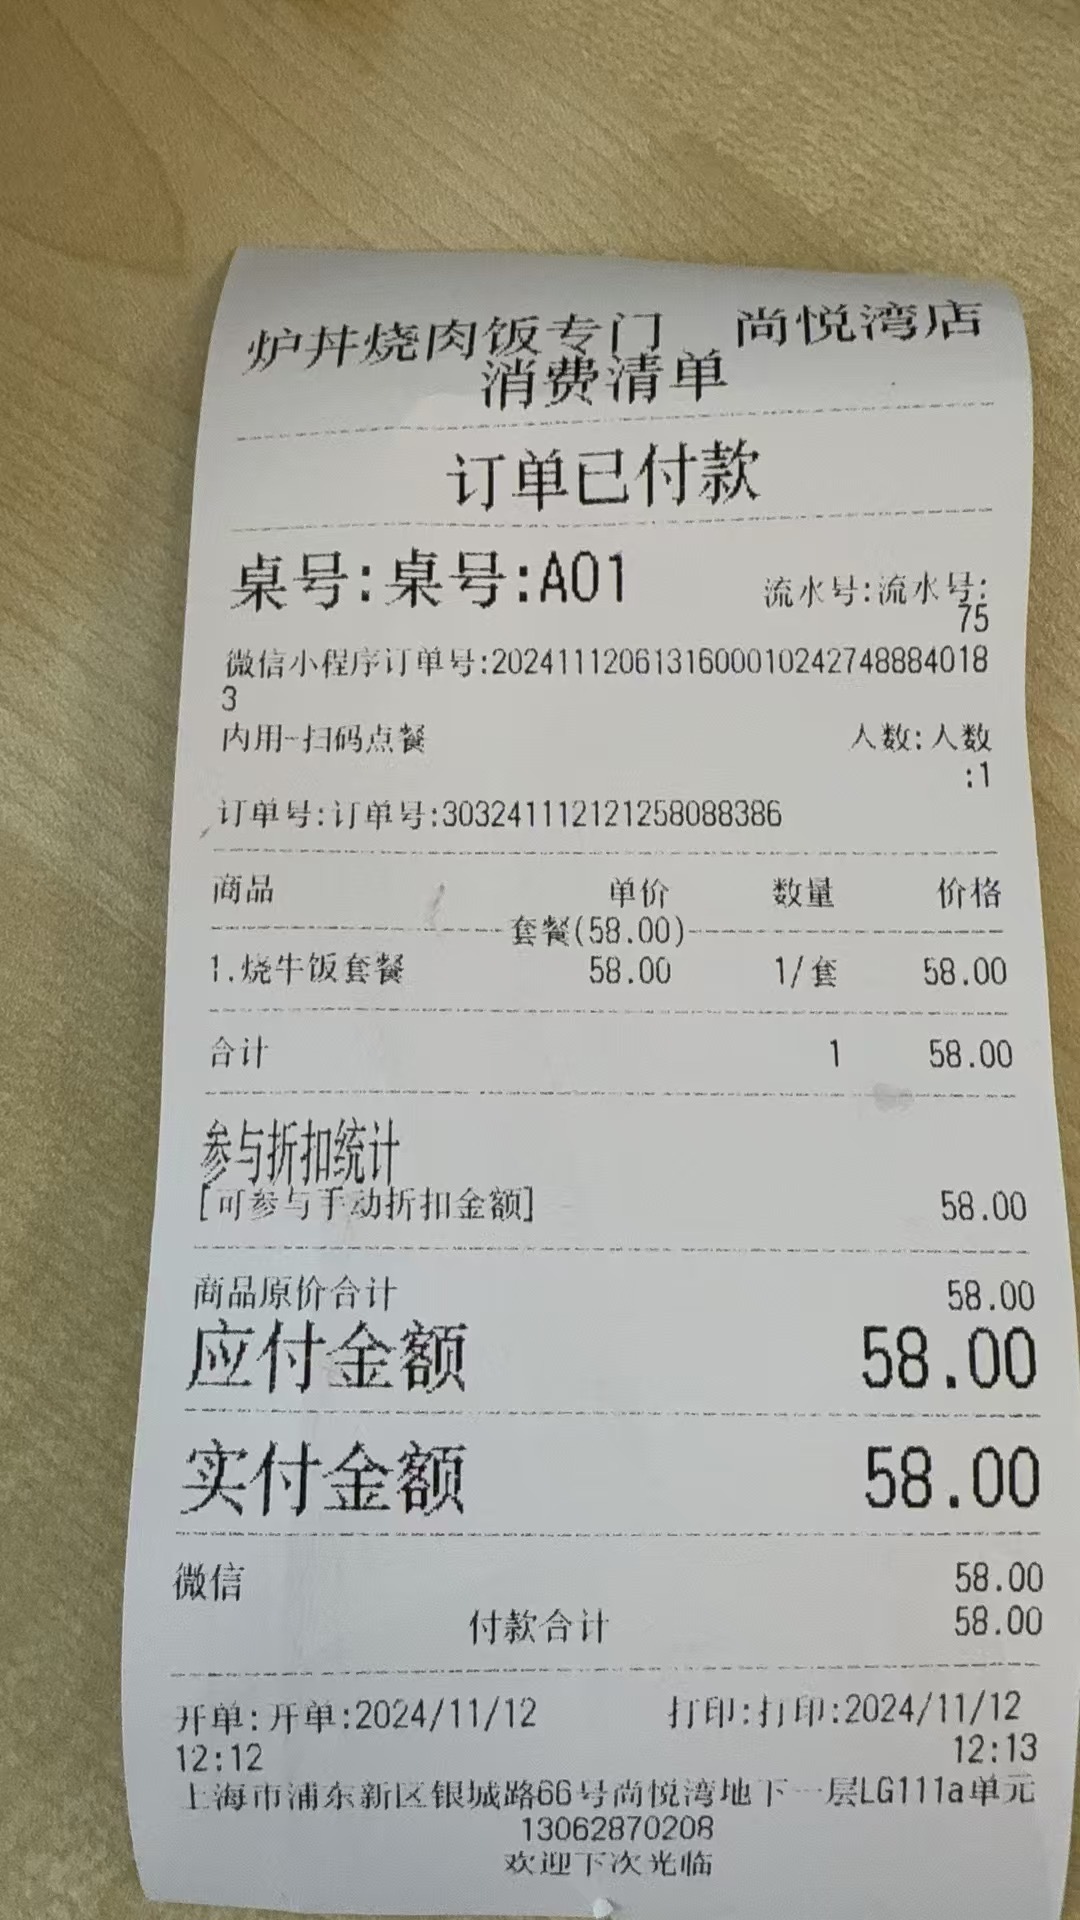 炉丼烧肉饭专门 尚悦湾店
消费清单
订单已付款
桌号:桌号:A01
流水号:流水号:
75
微信小程序订单号:202411120613160001024274888401 8
3
内用-扫码点餐 人数:人数
:1
订单号:订单号:303241112121258088386
商品 单价 数量 价格
套餐(58.00)
1.烧牛饭套餐 58.00 1/套 58.00
合计 1 58.00
参与折扣统计
[可参与手动折扣金额] 58.00
商品原价合计 58.00
应付金额 58.00
实付金额 58.00
微信 58.00
付款合计 58.00
开单:开单:2024/11/12 打印:打印:2024/11/12
12:12 12:13
上海市浦东新区银城路66号尚悦湾地下一层LG111a单元
13062870208
欢迎下次光临